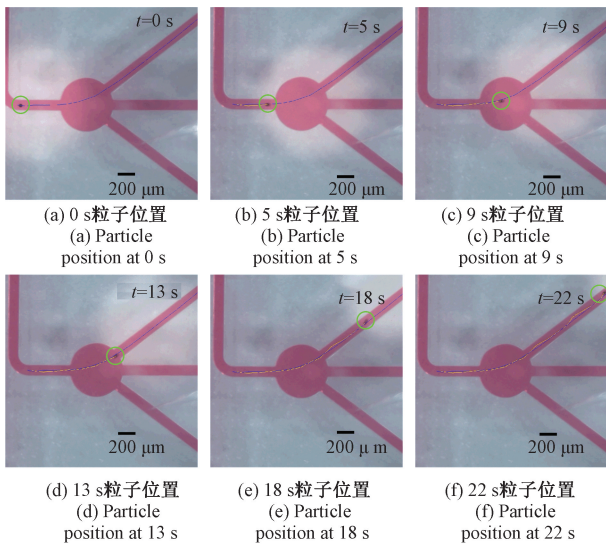 t=0 s
t=5 s
t=9 s
200 μm
200 μm
200 μm
(a) 0 s粒子位置
(a) Particle
position at 0 s
(b) 5 s粒子位置
(b) Particle
position at 5 s
(c) 9 s粒子位置
(c) Particle
position at 9 s
t=13 s
t=18 s
t=22 s
200 μm
200 μ m
200 μm
(d) 13 s粒子位置
(d) Particle
position at 13 s
(e) 18 s粒子位置
(e) Particle
position at 18 s
(f) 22 s粒子位置
(f) Particle
position at 22 s